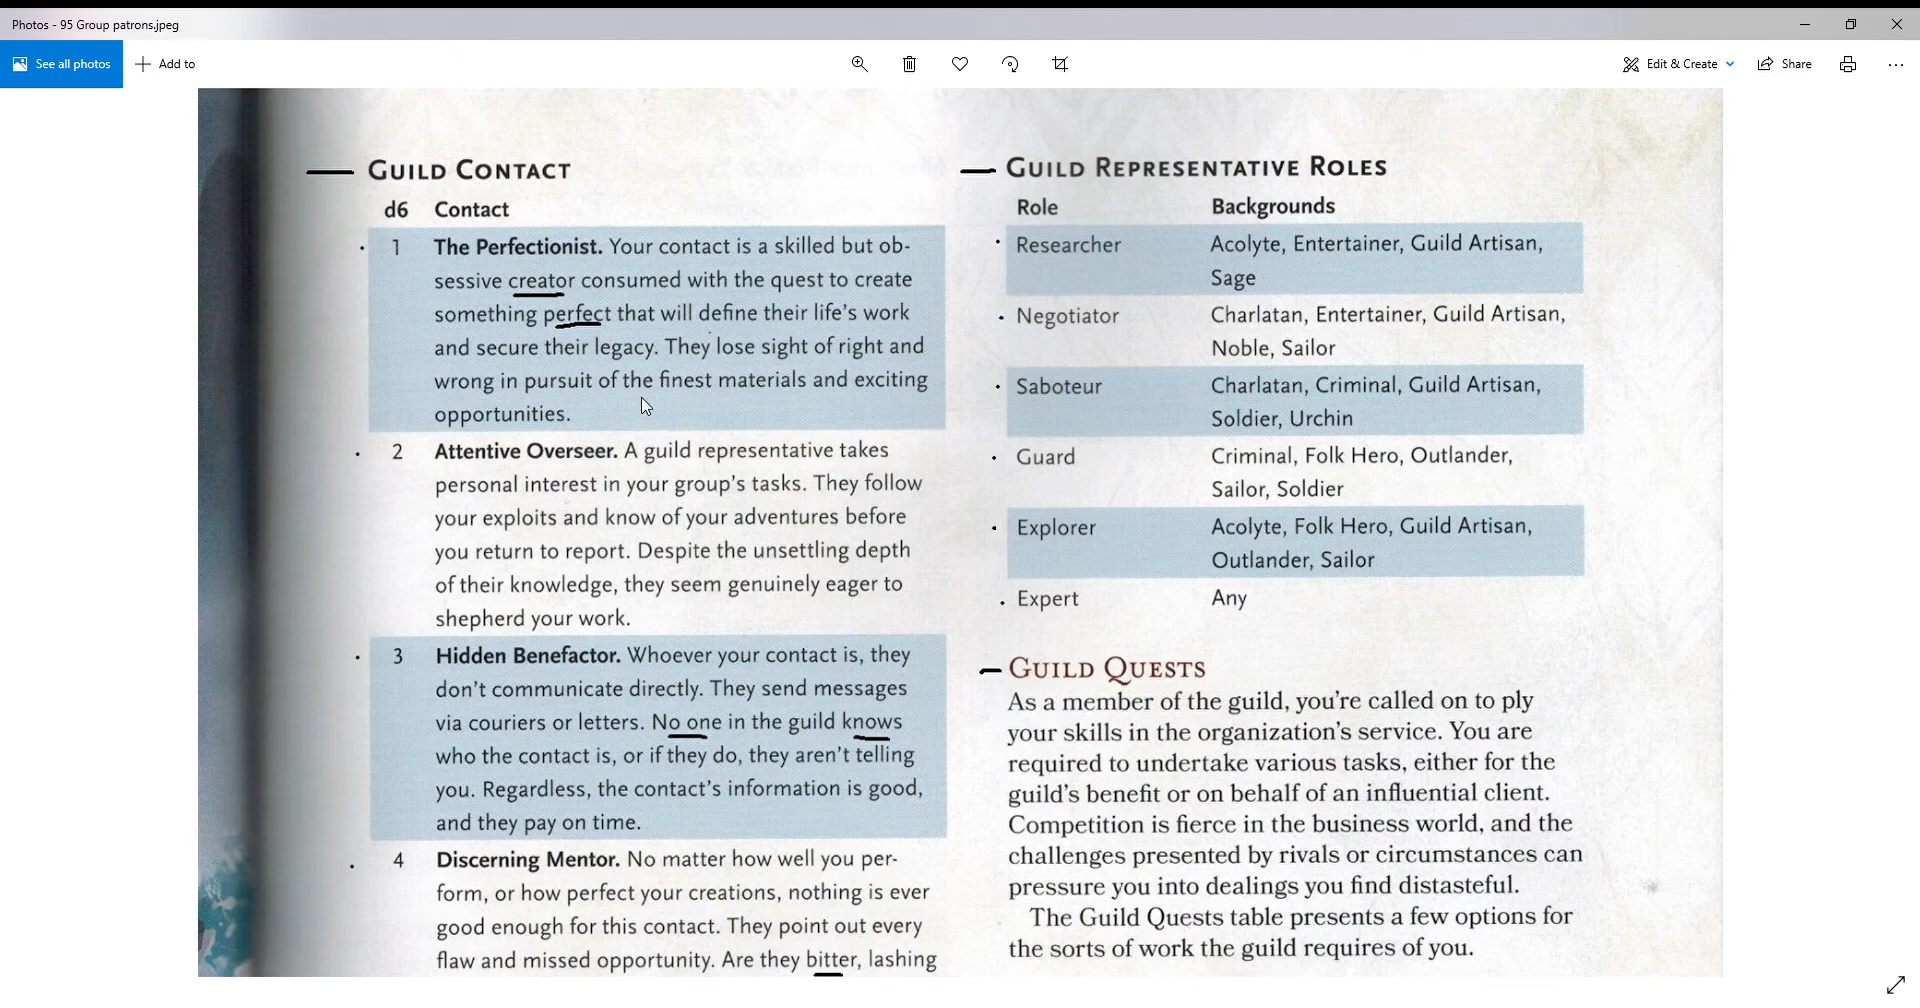 Photos - 95 Group patrons.jpeg
See all photos
Add to
Edit & Create
Share
GUILD CONTACT
d6 Contact
1 The Perfectionist. Your contact is a skilled but ob-
sessive creator consumed with the quest to create
something perfect that will define their life's work
and secure their legacy. They lose sight of right and
wrong in pursuit of the finest materials and exciting
opportunities.
2 Attentive Overseer. A guild representative takes
personal interest in your group's tasks. They follow
your exploits and know of your adventures before
you return to report. Despite the unsettling depth
of their knowledge, they seem genuinely eager to
shepherd your work.
3 Hidden Benefactor. Whoever your contact is, they
don't communicate directly. They send messages
via couriers or letters. No one in the guild knows
who the contact is, or if they do, they aren't telling
you. Regardless, the contact's information is good,
and they pay on time.
4 Discerning Mentor. No matter how well you per-
form, or how perfect your creations, nothing is ever
good enough for this contact. They point out every
flaw and missed opportunity. Are they bitter, lashing
GUILD REPRESENTATIVE ROLES
Role Backgrounds
Researcher Acolyte, Entertainer, Guild Artisan,
Sage
Negotiator Charlatan, Entertainer, Guild Artisan,
Noble, Sailor
Saboteur Charlatan, Criminal, Guild Artisan,
Soldier, Urchin
Guard Criminal, Folk Hero, Outlander,
Sailor, Soldier
Explorer Acolyte, Folk Hero, Guild Artisan,
Outlander, Sailor
Expert Any
GUILD QUESTS
As a member of the guild, you're called on to ply
your skills in the organization's service. You are
required to undertake various tasks, either for the
guild's benefit or on behalf of an influential client.
Competition is fierce in the business world, and the
challenges presented by rivals or circumstances can
pressure you into dealings you find distasteful.
The Guild Quests table presents a few options for
the sorts of work the guild requires of you.